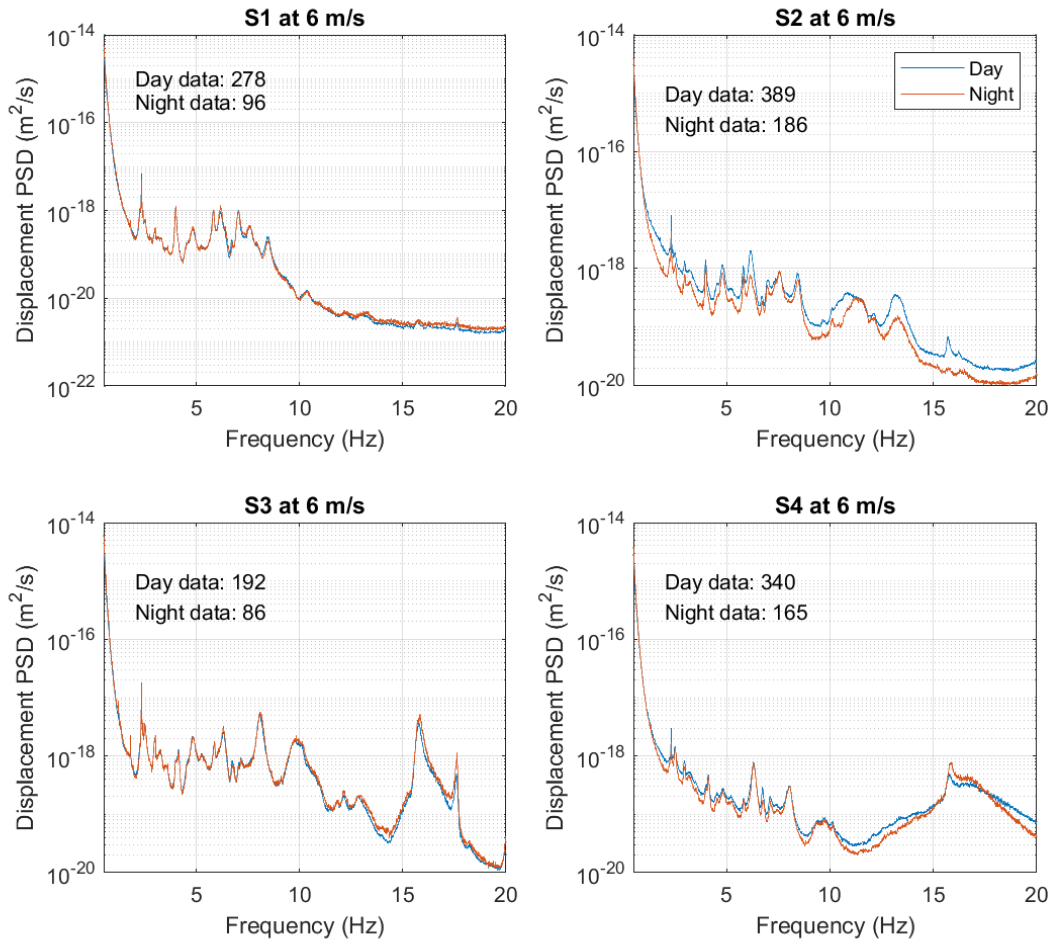 S1 at 6 m/s
Displacement PSD (m²/s)
10⁻¹⁴
10⁻¹⁶
10⁻¹⁸
10⁻²⁰
10⁻²²
Day data: 278
Night data: 96
5 10 15 20
Frequency (Hz)
S2 at 6 m/s
Displacement PSD (m²/s)
10⁻¹⁴
10⁻¹⁶
10⁻¹⁸
10⁻²⁰
Day
Night
Day data: 389
Night data: 186
5 10 15 20
Frequency (Hz)
S3 at 6 m/s
Displacement PSD (m²/s)
10⁻¹⁴
10⁻¹⁶
10⁻¹⁸
10⁻²⁰
Day data: 192
Night data: 86
5 10 15 20
Frequency (Hz)
S4 at 6 m/s
Displacement PSD (m²/s)
10⁻¹⁴
10⁻¹⁶
10⁻¹⁸
10⁻²⁰
Day data: 340
Night data: 165
5 10 15 20
Frequency (Hz)